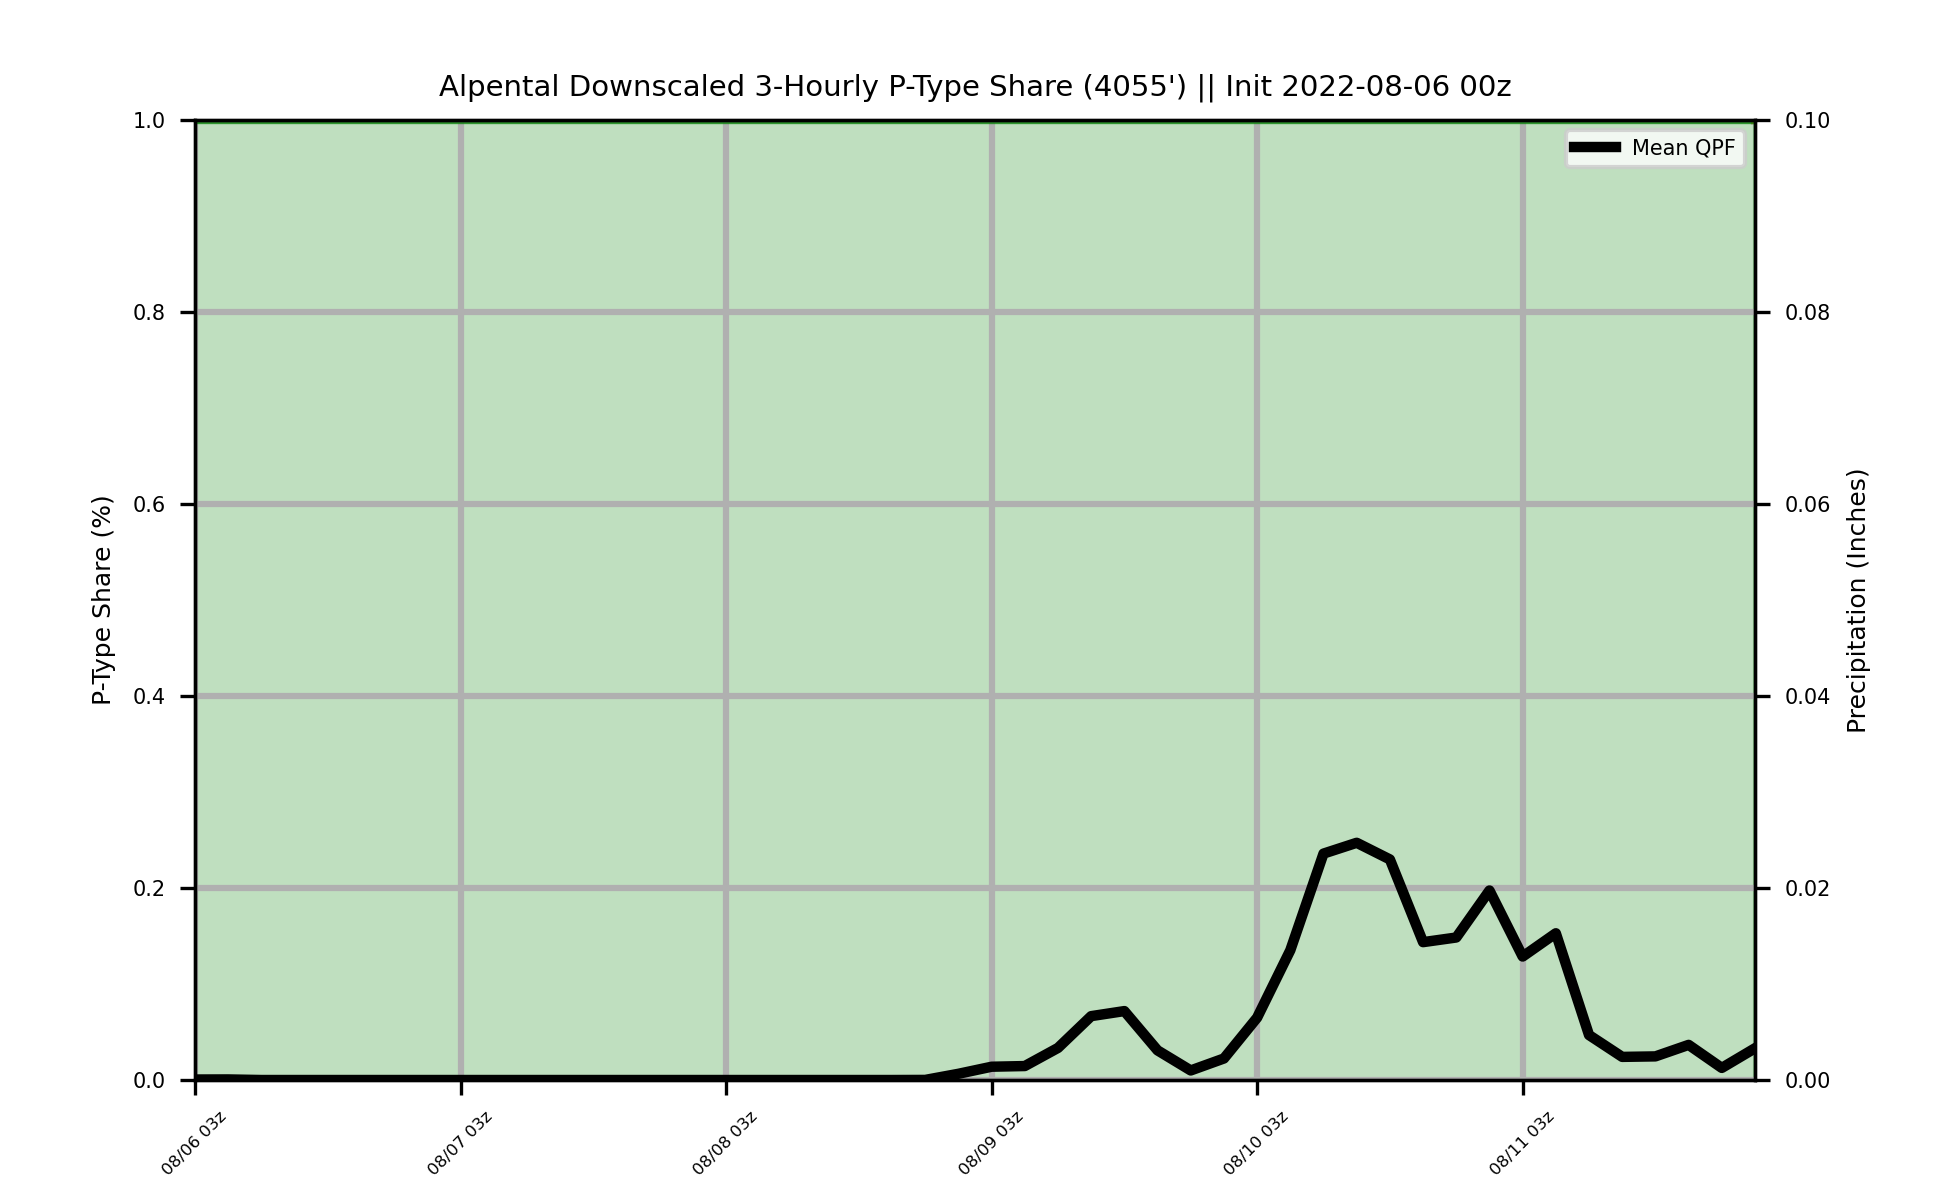 Alpental Downscaled 3-Hourly P-Type Share (4055') || Init 2022-08-06 00z
Mean QPF
P-Type Share (%)
1.0
0.8
0.6
0.4
0.2
0.0
0.10
0.08
0.06
0.04
0.02
0.00
Precipitation (Inches)
08/06 03z
08/07 03z
08/08 03z
08/09 03z
08/10 03z
08/11 03z